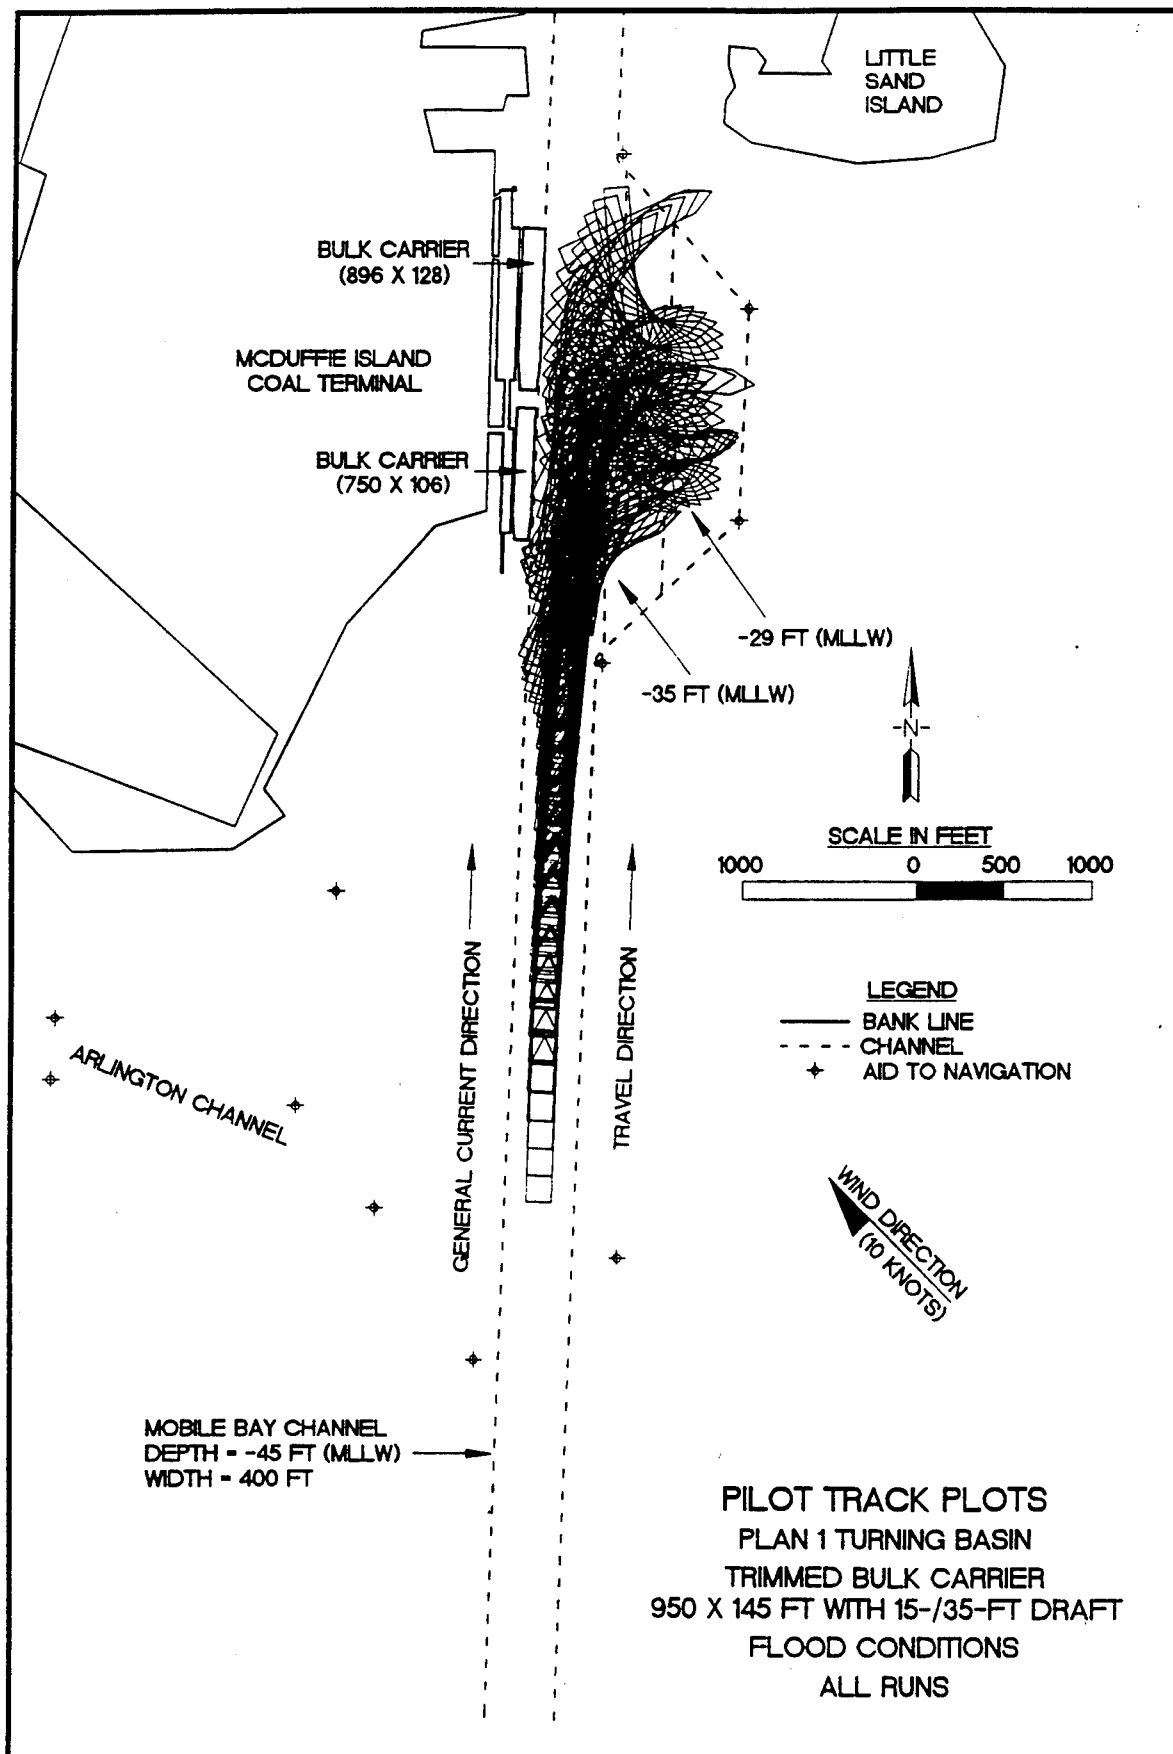 LITTLE
SAND
ISLAND
BULK CARRIER
(896 X 128)
MCDUFFIE ISLAND
COAL TERMINAL
BULK CARRIER
(750 X 106)
-29 FT (MLLW)
-35 FT (MLLW)
-N-
SCALE IN FEET
1000 0 500 1000
GENERAL CURRENT DIRECTION
TRAVEL DIRECTION
LEGEND
BANK LINE
CHANNEL
AID TO NAVIGATION
ARLINGTON CHANNEL
WIND DIRECTION
(10 KNOTS)
MOBILE BAY CHANNEL
DEPTH = -45 FT (MLLW)
WIDTH = 400 FT
PILOT TRACK PLOTS
PLAN 1 TURNING BASIN
TRIMMED BULK CARRIER
950 X 145 FT WITH 15-/35-FT DRAFT
FLOOD CONDITIONS
ALL RUNS